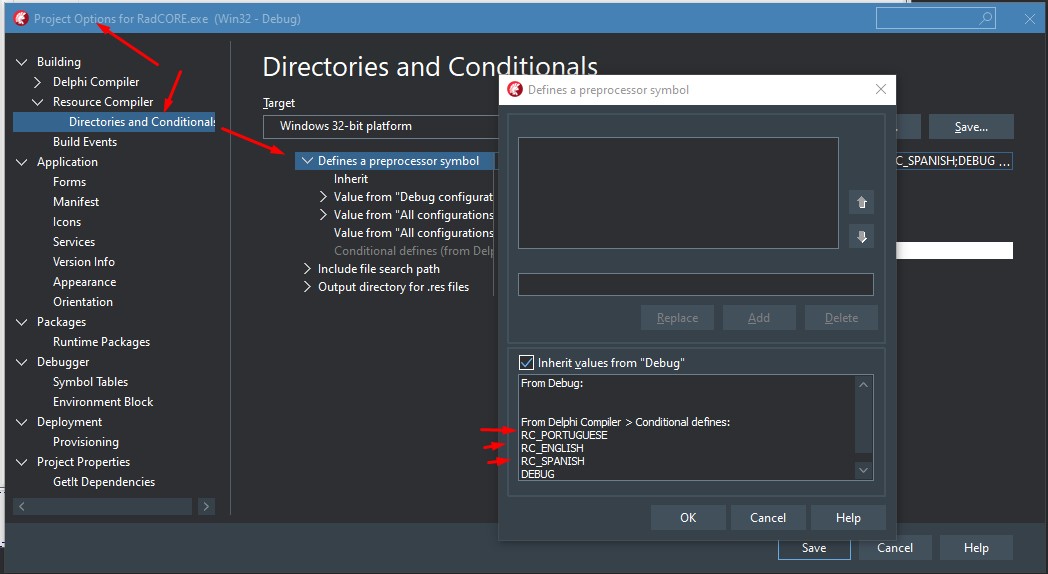 Project Options for RadCORE.exe (Win32 - Debug)
Building
Delphi Compiler
Resource Compiler
Directories and Conditionals
Build Events
Application
Forms
Manifest
Icons
Services
Version Info
Appearance
Orientation
Packages
Runtime Packages
Debugger
Symbol Tables
Environment Block
Deployment
Provisioning
Project Properties
GetIt Dependencies
Directories and Conditionals
Target
Windows 32-bit platform
Save...
Defines a preprocessor symbol
RC_SPANISH;DEBUG ...
Inherit
Value from "Debug configurat
Value from "All configurations
Value from "All configurations
Conditional defines (from Delp
Include file search path
Output directory for .res files
Defines a preprocessor symbol
Replace
Add
Delete
Inherit values from "Debug"
From Debug:
From Delphi Compiler > Conditional defines:
RC_PORTUGUESE
RC_ENGLISH
RC_SPANISH
DEBUG
OK
Cancel
Help
Save
Cancel
Help